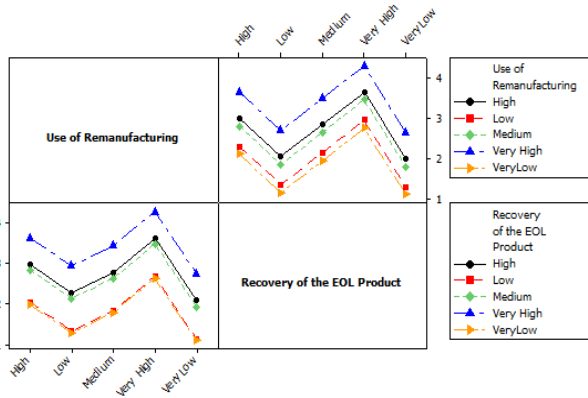 High
Low
Medium
Very High
Very Low
Use of Remanufacturing
4
3
2
1
Use of
Remanufacturing
High
Low
Medium
Very High
VeryLow
Recovery of the EOL Product
Recovery
of the EOL
Product
High
Low
Medium
Very High
VeryLow
High
Low
Medium
Very High
Very Low